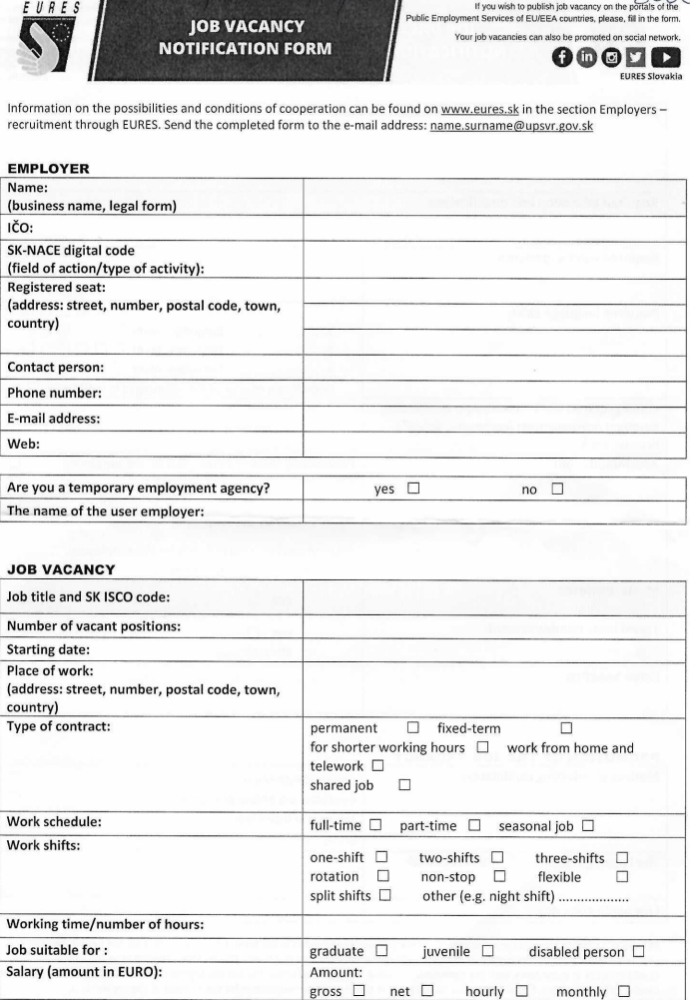 EURES
JOB VACANCY
NOTIFICATION FORM
If you wish to publish job vacancy on the portals of the
Public Employment Services of EU/EEA countries, please, fill in the form.
Your job vacancies can also be promoted on social network.
EURES Slovakia
Information on the possibilities and conditions of cooperation can be found on www.eures.sk in the section Employers –
recruitment through EURES. Send the completed form to the e-mail address: name.surname@upsvr.gov.sk
EMPLOYER
Name:
(business name, legal form)
IČO:
SK-NACE digital code
(field of action/type of activity):
Registered seat:
(address: street, number, postal code, town,
country)
Contact person:
Phone number:
E-mail address:
Web:
Are you a temporary employment agency? yes ☐ no ☐
The name of the user employer:
JOB VACANCY
Job title and SK ISCO code:
Number of vacant positions:
Starting date:
Place of work:
(address: street, number, postal code, town,
country)
Type of contract:
permanent ☐ fixed-term ☐
for shorter working hours ☐ work from home and
telework ☐
shared job ☐
Work schedule: full-time ☐ part-time ☐ seasonal job ☐
Work shifts:
one-shift ☐ two-shifts ☐ three-shifts ☐
rotation ☐ non-stop ☐ flexible ☐
split shifts ☐ other (e.g. night shift) ...................
Working time/number of hours:
Job suitable for : graduate ☐ juvenile ☐ disabled person ☐
Salary (amount in EURO): Amount:
gross ☐ net ☐ hourly ☐ monthly ☐